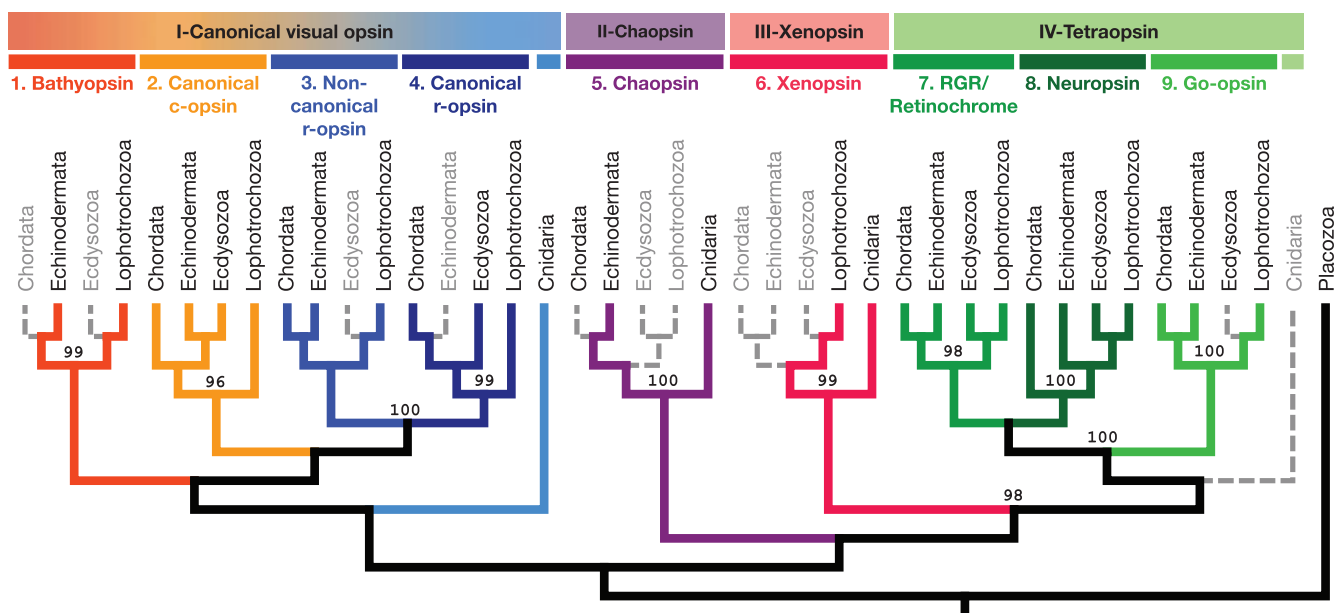 I-Canonical visual opsin
II-Chaopsin
III-Xenopsin
IV-Tetraopsin
1. Bathyopsin
2. Canonical
c-opsin
3. Non-
canonical
r-opsin
4. Canonical
r-opsin
5. Chaopsin
6. Xenopsin
7. RGR/
Retinochrome
8. Neuropsin
9. Go-opsin
Chordata
Echinodermata
Ecdysozoa
Lophotrochozoa
Chordata
Echinodermata
Ecdysozoa
Lophotrochozoa
Chordata
Echinodermata
Ecdysozoa
Lophotrochozoa
Chordata
Echinodermata
Ecdysozoa
Lophotrochozoa
Cnidaria
Chordata
Echinodermata
Ecdysozoa
Lophotrochozoa
Cnidaria
Chordata
Echinodermata
Ecdysozoa
Lophotrochozoa
Cnidaria
Chordata
Echinodermata
Ecdysozoa
Lophotrochozoa
Chordata
Echinodermata
Ecdysozoa
Lophotrochozoa
Chordata
Echinodermata
Ecdysozoa
Lophotrochozoa
Cnidaria
Placozoa
99
96
99
100
100
99
98
100
100
100
98